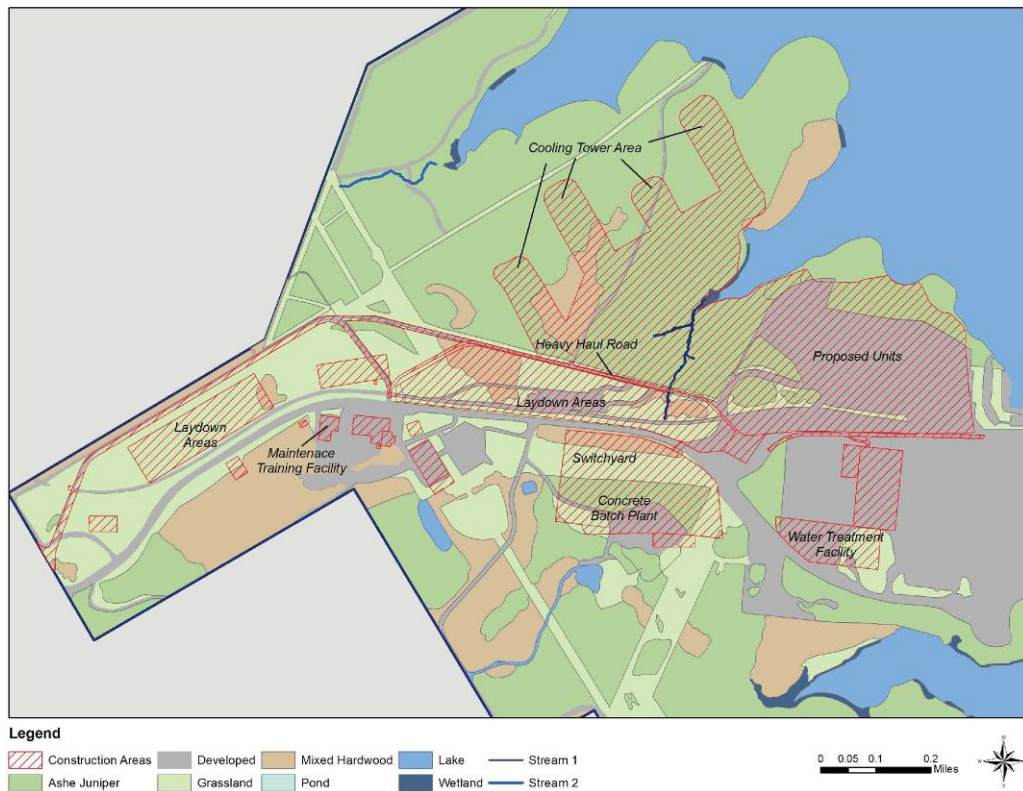 Cooling Tower Area
Heavy Haul Road
Proposed Units
Laydown Areas
Laydown
Areas
Maintenace
Training Facility
Switchyard
Concrete
Batch Plant
Water Treatment
Facility
Legend
Construction Areas
Developed
Mixed Hardwood
Lake
Stream 1
Ashe Juniper
Grassland
Pond
Wetland
Stream 2
0 0.05 0.1 0.2
Miles
N
W E
S